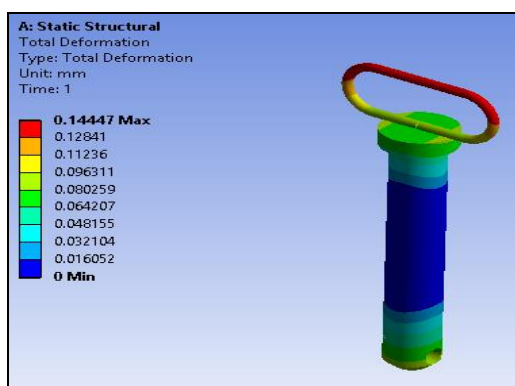 A: Static Structural
Total Deformation
Type: Total Deformation
Unit: mm
Time: 1
0.14447 Max
0.12841
0.11236
0.096311
0.080259
0.064207
0.048155
0.032104
0.016052
0 Min